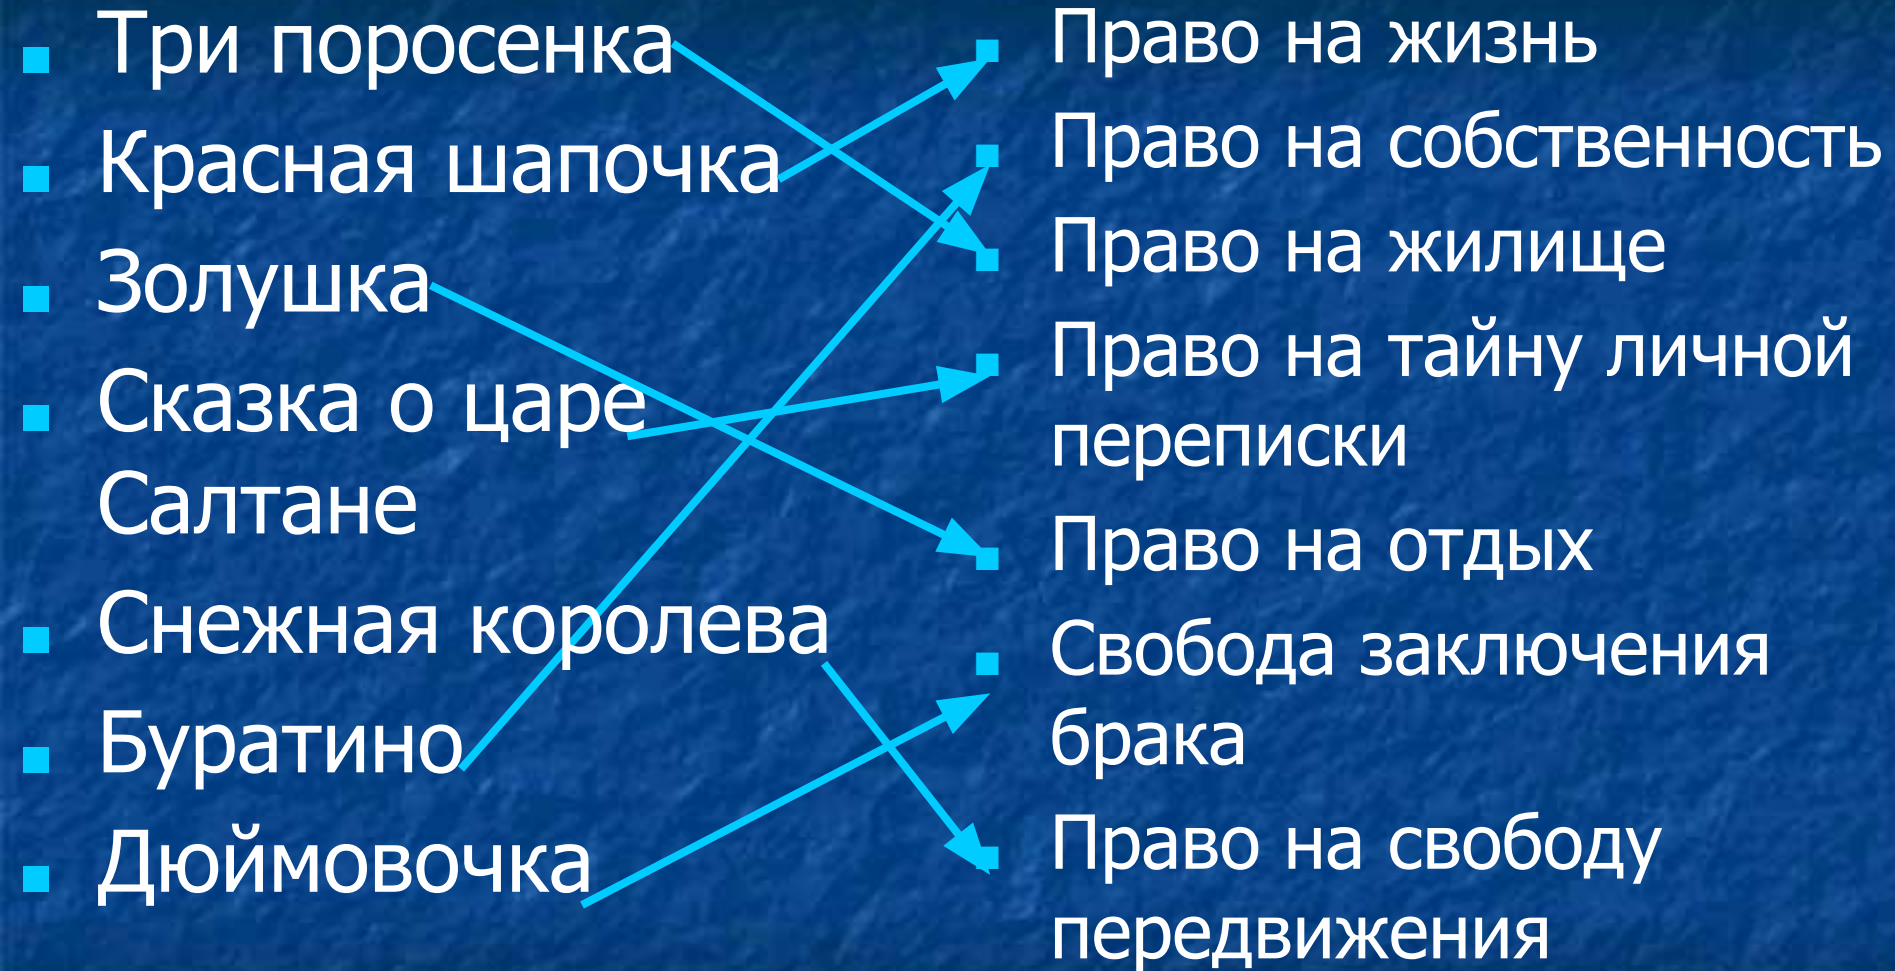 Три поросенка
Красная шапочка
Золушка
Сказка о царе
Салтане
Снежная королева
Буратино
Дюймовочка
Право на жизнь
Право на собственность
Право на жилище
Право на тайну личной
переписки
Право на отдых
Свобода заключения
брака
Право на свободу
передвижения